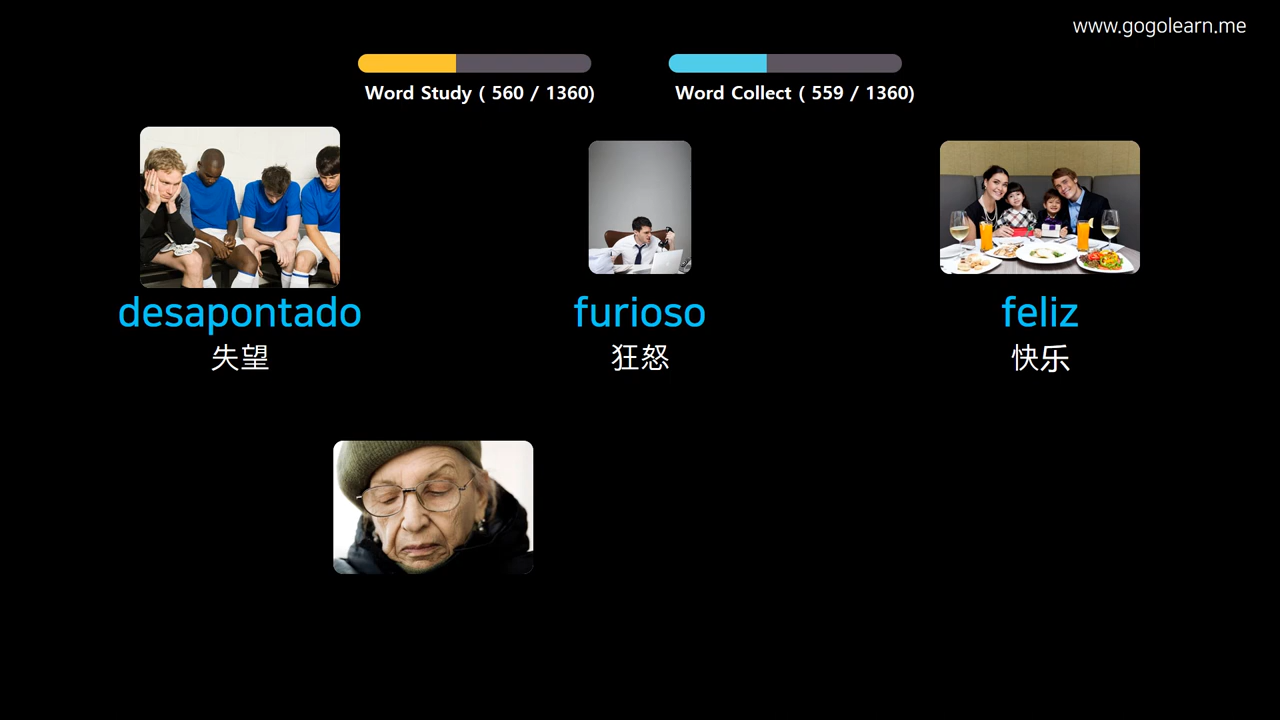 www.gogolearn.me
Word Study ( 560 / 1360)
Word Collect ( 559 / 1360)
desapontado
furioso
feliz
失望
狂怒
快乐